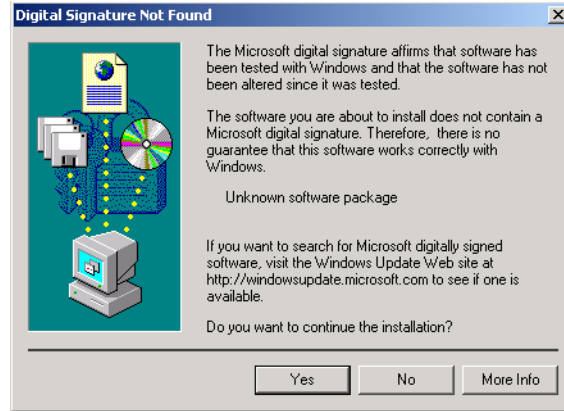 Digital Signature Not Found
The Microsoft digital signature affirms that software has
been tested with Windows and that the software has not
been altered since it was tested.
The software you are about to install does not contain a
Microsoft digital signature. Therefore, there is no
guarantee that this software works correctly with
Windows.
Unknown software package
If you want to search for Microsoft digitally signed
software, visit the Windows Update Web site at
http://windowsupdate.microsoft.com to see if one is
available.
Do you want to continue the installation?
Yes
No
More Info